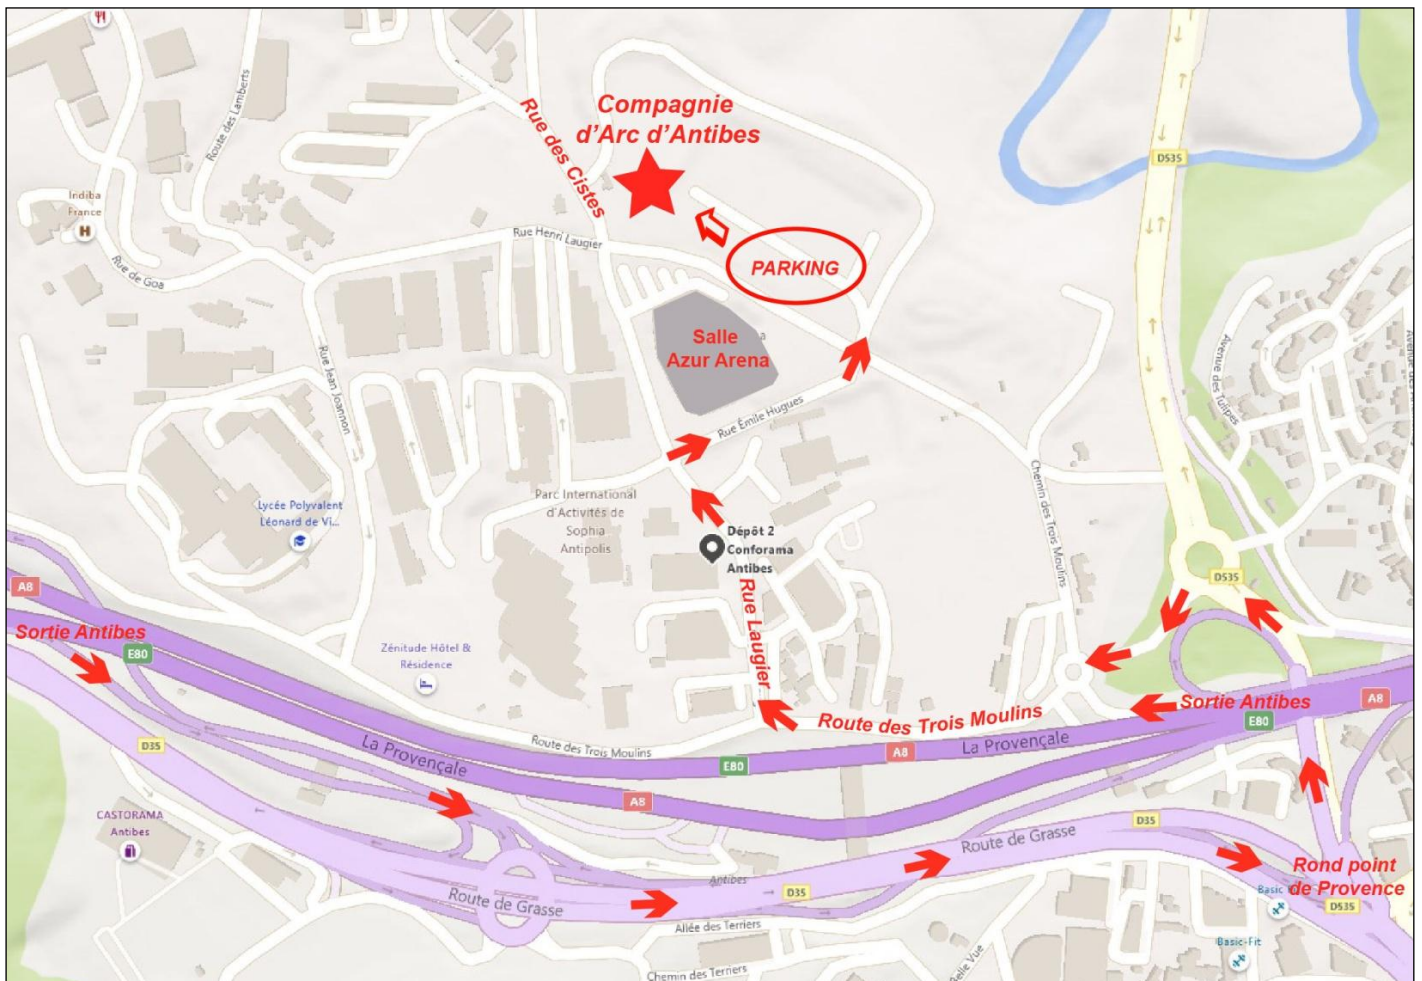 Compagnie
d'Arc d'Antibes
Rue des Cistes
Route des Lamberts
D535
Indiba
France
H
Rue de Goa
Rue Henri Laugier
PARKING
Salle
Azur Arena
a
Rue Jean Joannon
Rue Émile Hugues
Avenue des Tulipes
Chemin des Trois Moulins
Parc International
d'Activités de
Sophia
Antipolis
Lycée Polyvalent
Léonard de Vi...
Dépôt 2
Conforama
Antibes
D535
A8
Sortie Antibes
E80
Rue Laugier
Zénitude Hôtel &
Résidence
Sortie Antibes
A8
E80
Route des Trois Moulins
Route des Trois Moulins
La Provençale
A8
La Provençale
E80
D35
A8
CASTORAMA
Antibes
D35
Route de Grasse
Rond point
de Provence
Basic
Antibes
D35
Route de Grasse
D535
Allée des Terriers
Basic-Fit
Belle Vue
Chemin des Terriers